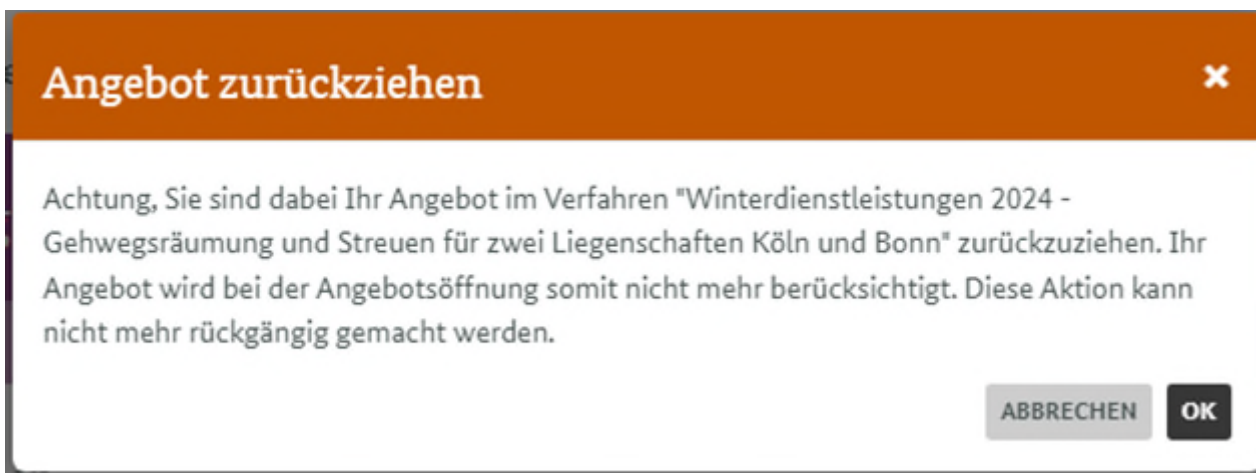 Angebot zurückziehen
Achtung, Sie sind dabei Ihr Angebot im Verfahren "Winterdienstleistungen 2024 -
Gehwegsräumung und Streuen für zwei Liegenschaften Köln und Bonn" zurückzuziehen. Ihr
Angebot wird bei der Angebotsöffnung somit nicht mehr berücksichtigt. Diese Aktion kann
nicht mehr rückgängig gemacht werden.
ABBRECHEN OK